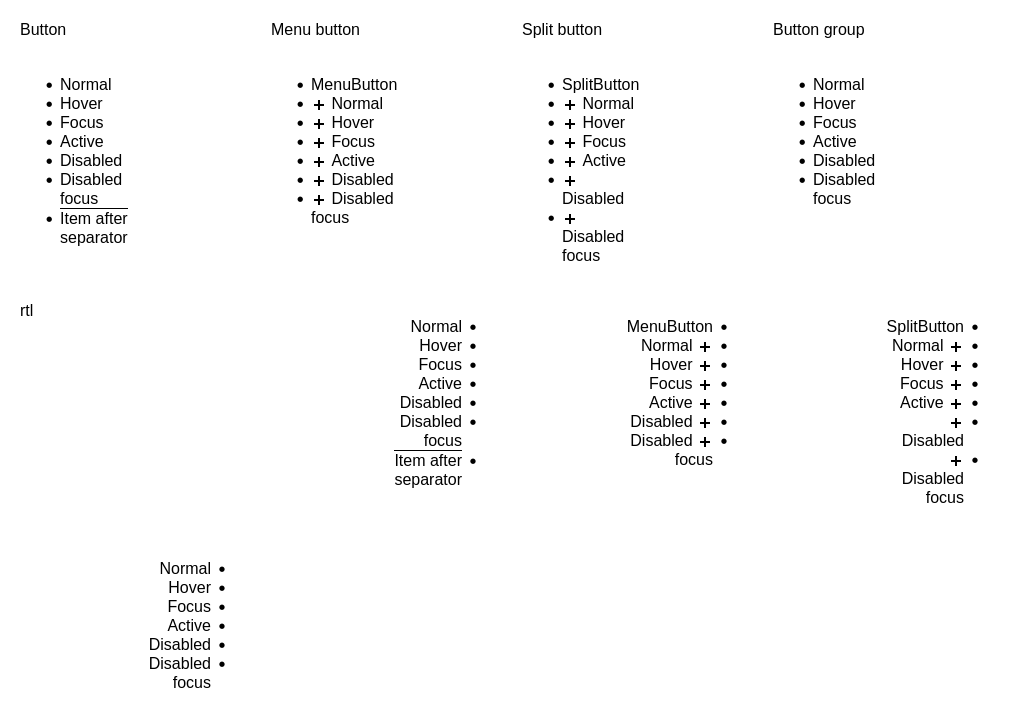 Button
Menu button
Split button
Button group
• Normal
• Hover
• Focus
• Active
• Disabled
• Disabled
focus
• Item after
separator
• MenuButton
• + Normal
• + Hover
• + Focus
• + Active
• + Disabled
• + Disabled
focus
• SplitButton
• + Normal
• + Hover
• + Focus
• + Active
• +
Disabled
• +
Disabled
focus
• Normal
• Hover
• Focus
• Active
• Disabled
• Disabled
focus
rtl
Normal •
Hover •
Focus •
Active •
Disabled •
Disabled •
focus
Item after •
separator
MenuButton •
Normal + •
Hover + •
Focus + •
Active + •
Disabled + •
Disabled + •
focus
SplitButton •
Normal + •
Hover + •
Focus + •
Active + •
+ •
Disabled
+ •
Disabled
focus
Normal •
Hover •
Focus •
Active •
Disabled •
Disabled •
focus